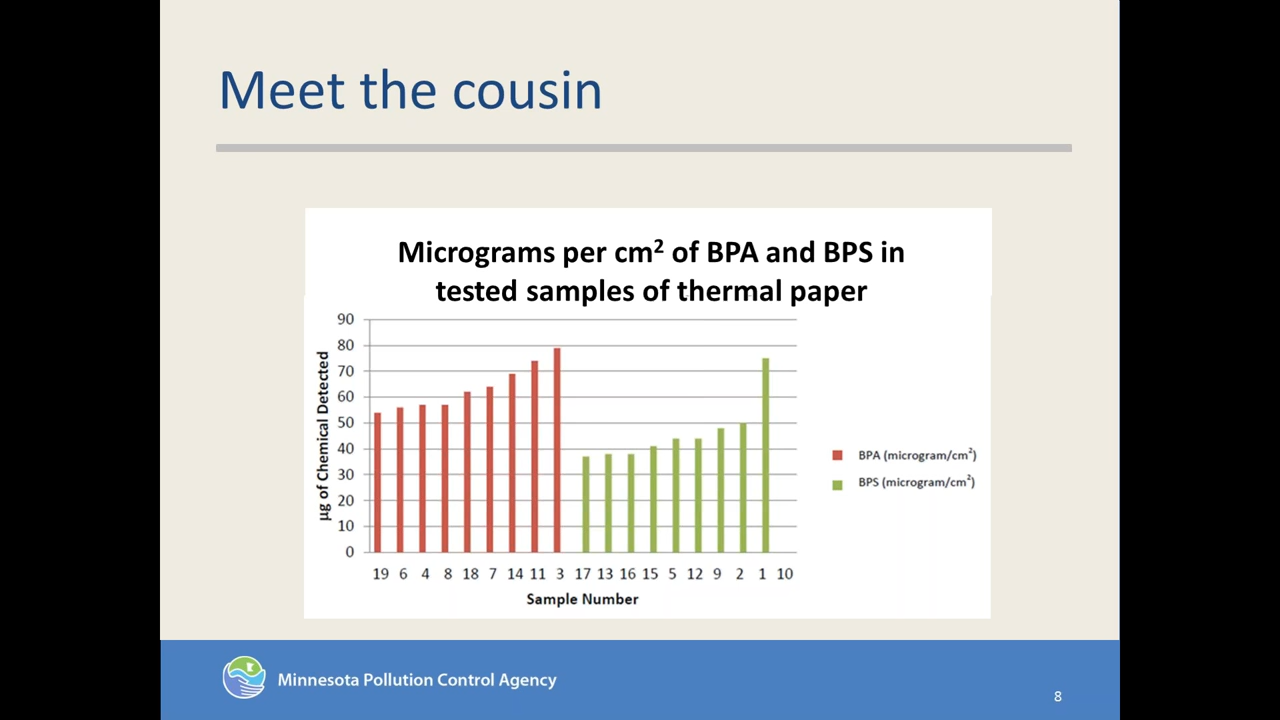 Meet the cousin
Micrograms per cm² of BPA and BPS in
tested samples of thermal paper
90
80
70
60
50
40
30
20
10
0
µg of Chemical Detected
19 6 4 8 18 7 14 11 3 17 13 16 15 5 12 9 2 1 10
Sample Number
BPA (microgram/cm²)
BPS (microgram/cm²)
Minnesota Pollution Control Agency
8